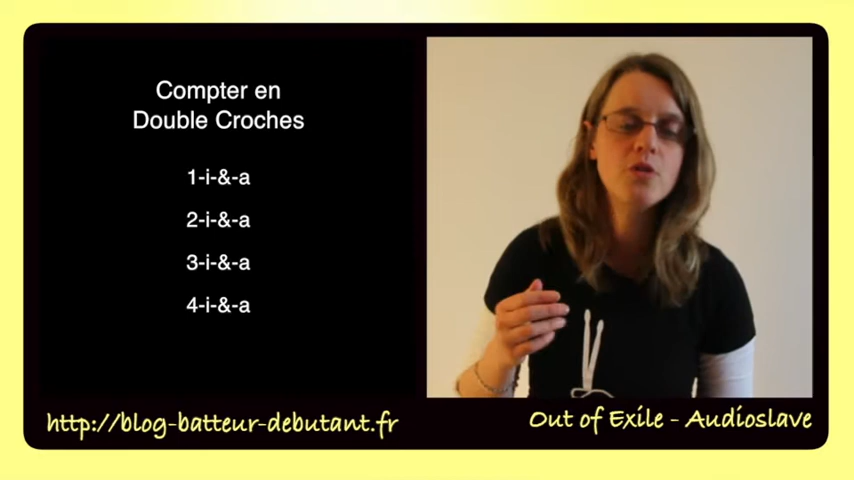 Compter en
Double Croches
1-i-&-a
2-i-&-a
3-i-&-a
4-i-&-a
http://blog-batteur-debutant.fr
Out of Exile - Audioslave